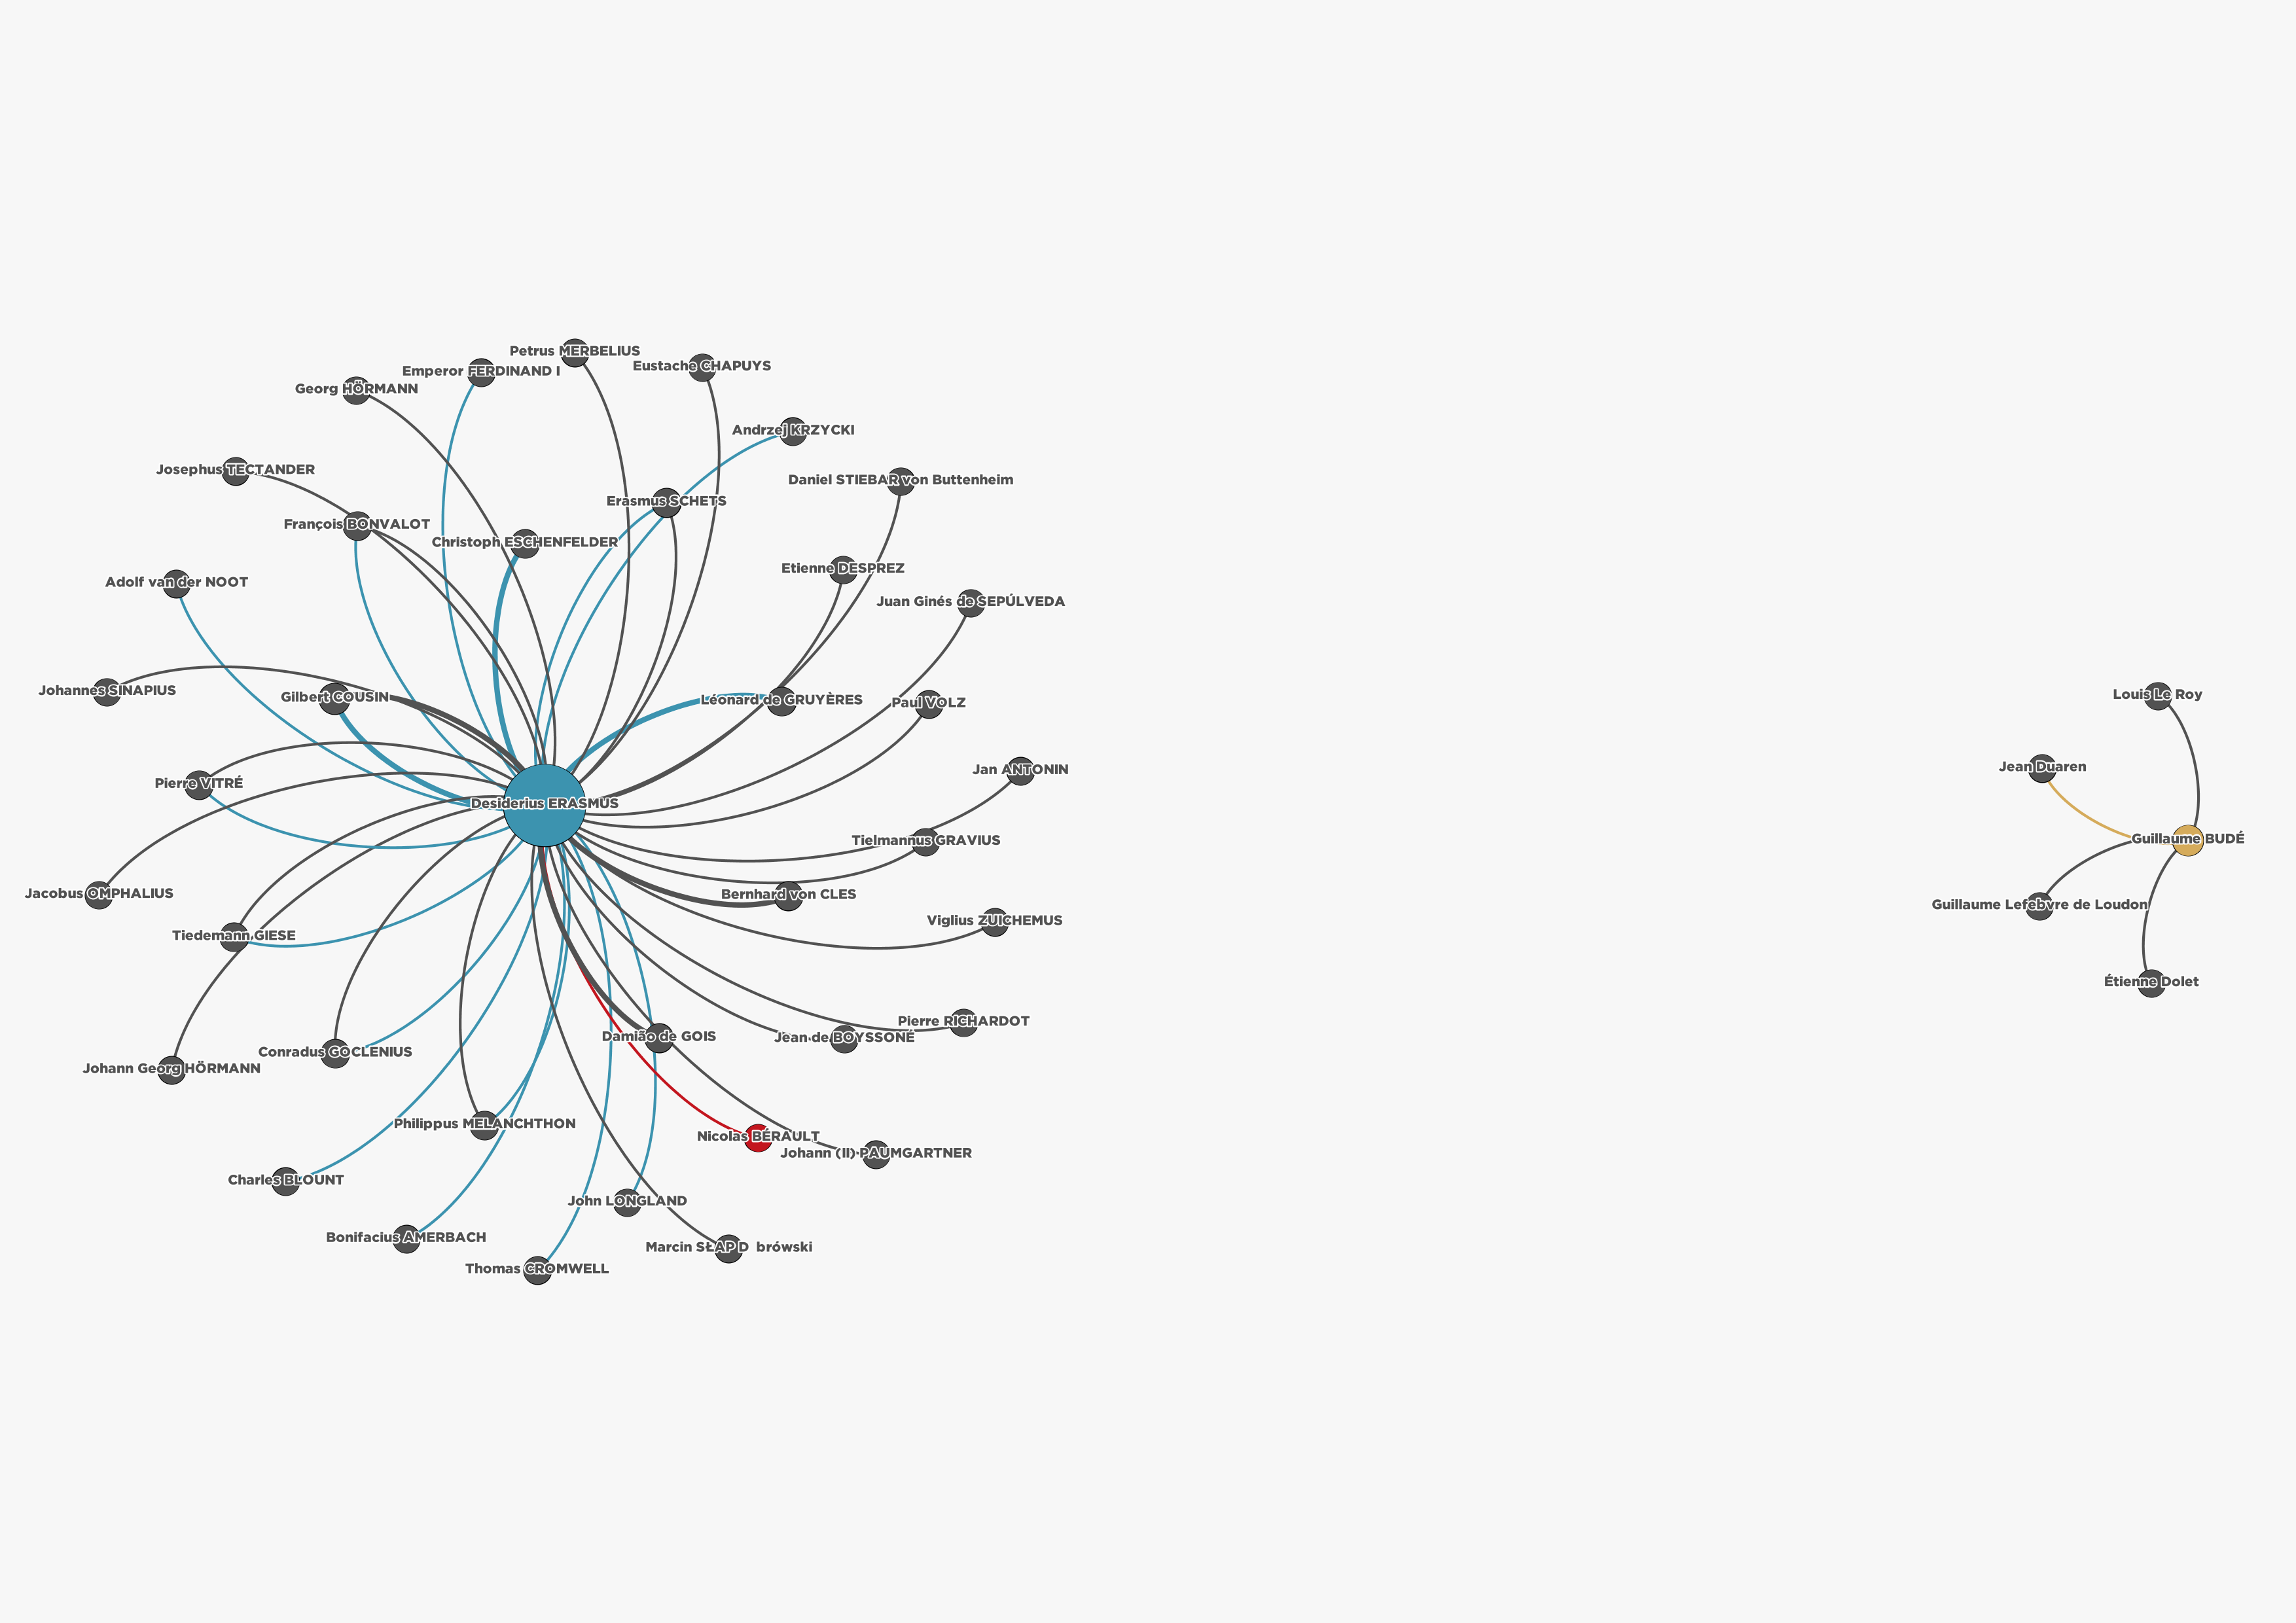 Petrus MERBELIUS
Eustache CHAPUYS
Emperor FERDINAND I
Georg HÖRMANN
Andrzej KRZYCKI
Josephus TECTANDER
Daniel STIEBAR von Buttenheim
Erasmus SCHETS
François BONVALOT
Christoph ESCHENFELDER
Etienne DESPREZ
Adolf van der NOOT
Juan Ginés de SEPÚLVEDA
Johannes SINAPIUS
Gilbert COUSIN
Léonard de GRUYÈRES
Paul VOLZ
Louis Le Roy
Jan ANTONIN
Jean Duaren
Pierre VITRÉ
Desiderius ERASMUS
Tielmannus GRAVIUS
Guillaume BUDÉ
Jacobus OMPHALIUS
Bernhard von CLES
Guillaume Lefebvre de Loudon
Viglius ZUICHEMUS
Tiedemann GIESE
Étienne Dolet
Pierre RICHARDOT
Damião de GOIS
Jean de BOYSSONÉ
Conradus GOCLENIUS
Johann Georg HÖRMANN
Philippus MELANCHTHON
Nicolas BÉRAULT
Johann (II) PAUMGARTNER
Charles BLOUNT
John LONGLAND
Bonifacius AMERBACH
Marcin SŁAP D brówski
Thomas CROMWELL